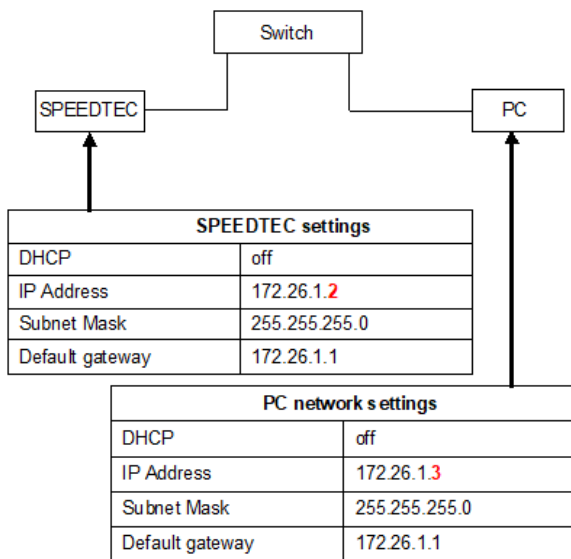 Switch
SPEEDTEC
PC
SPEEDTEC settings
DHCP off
IP Address 172.26.1.2
Subnet Mask 255.255.255.0
Default gateway 172.26.1.1
PC network settings
DHCP off
IP Address 172.26.1.3
Subnet Mask 255.255.255.0
Default gateway 172.26.1.1